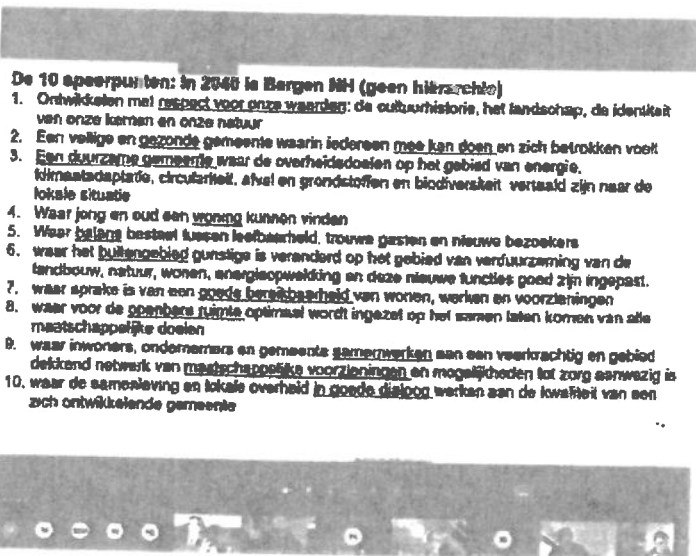 De 10 speerpunten: In 2040 is Bergen NH (geen hiërarchie)
1. Ontwikkelen met respect voor onze waarden: de cultuurhistorie, het landschap, de identiteit
van onze kernen en onze natuur
2. Een veilige en gezonde gemeente waarin iedereen mee kan doen en zich betrokken voelt
3. Een duurzame gemeente waar de overheidsdoelen op het gebied van energie,
klimaatadaptatie, circulariteit, afval en grondstoffen en biodiversiteit vertaald zijn naar de
lokale situatie
4. Waar jong en oud een woning kunnen vinden
5. Waar balans bestaat tussen leefbaarheid, trouwe gasten en nieuwe bezoekers
6. waar het buitengebied gunstige is veranderd op het gebied van verduurzaming van de
landbouw, natuur, wonen, energieopwekking en deze nieuwe functies goed zijn ingepast.
7. waar sprake is van een goede bereikbaarheid van wonen, werken en voorzieningen
8. waar voor de openbare ruimte optimaal wordt ingezet op het samen laten komen van alle
maatschappelijke doelen
9. waar inwoners, ondernemers en gemeente samenwerken aan een veerkrachtig en gebied
dekkend netwerk van maatschappelijke voorzieningen en mogelijkheden tot zorg aanwezig is
10. waar de samenleving en lokale overheid in goede dialoog werken aan de kwaliteit van een
zich ontwikkelende gemeente